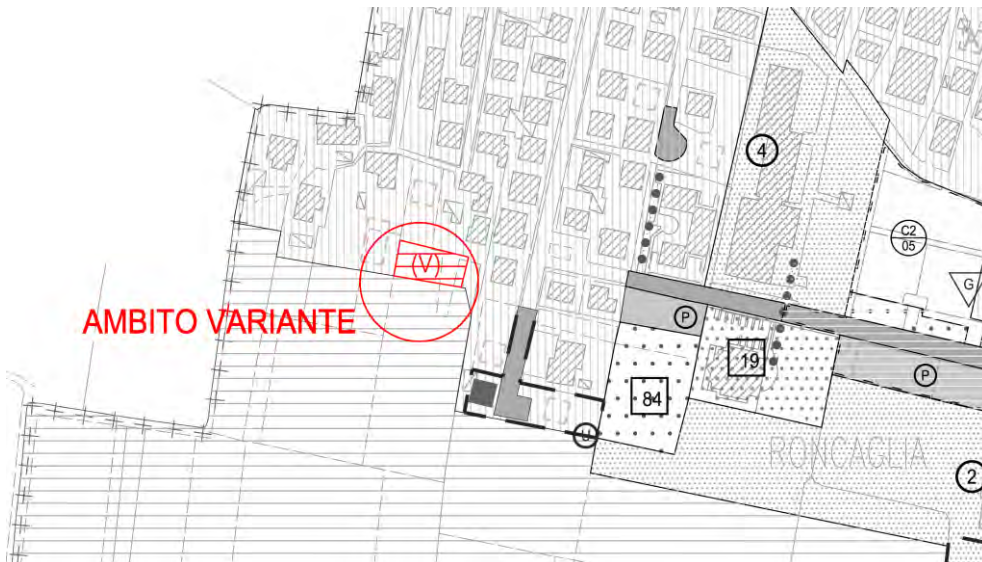 4
C2
05
G
(V)
AMBITO VARIANTE
P
19
P
84
U
RONCAGLIA
2